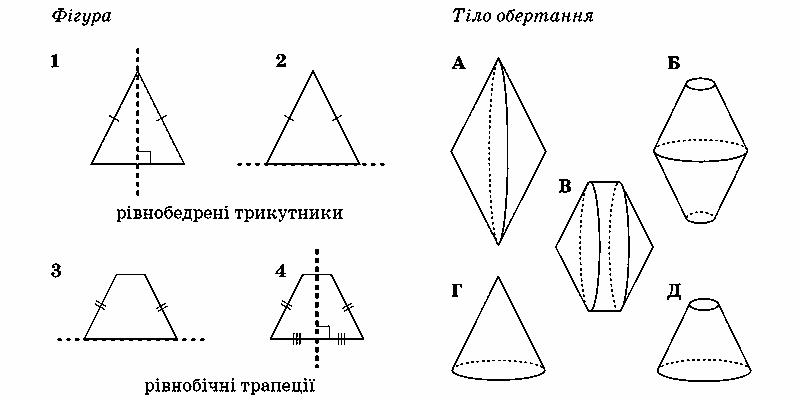 Фігура
Тіло обертання
1
2
А
Б
рівнобедрені трикутники
В
3
4
Г
Д
рівнобічні трапеції